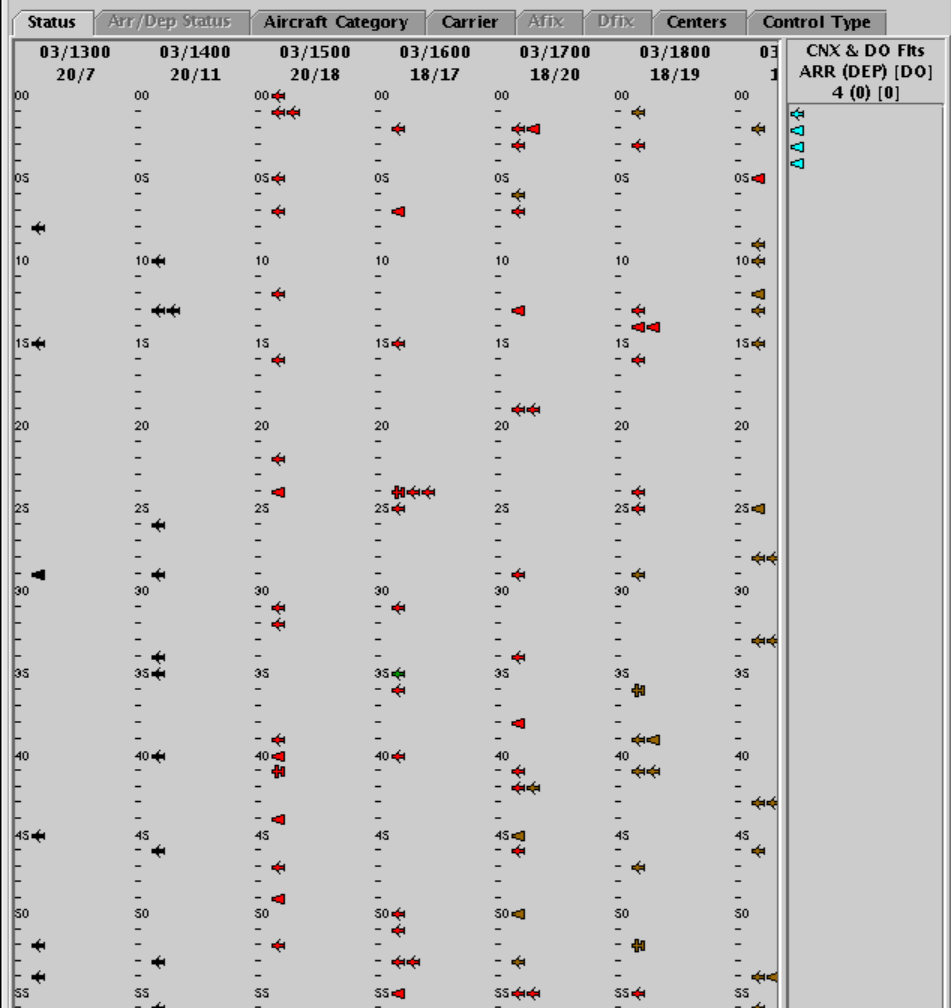 Status Arr/Dep Status Aircraft Category Carrier Afix Dfix Centers Control Type
03/1300 03/1400 03/1500 03/1600 03/1700 03/1800 03
20/7 20/11 20/18 18/17 18/20 18/19 1
CNX & DO Flts
ARR (DEP) [DO]
4 (0) [0]
00 00 00 00 00 00 00
05 05 05 05 05 05 05
10 10 10 10 10 10 10
15 15 15 15 15 15 15
20 20 20 20 20 20 20
25 25 25 25 25 25 25
30 30 30 30 30 30 30
35 35 35 35 35 35 35
40 40 40 40 40 40 40
45 45 45 45 45 45 45
50 50 50 50 50 50 50
55 55 55 55 55 55 55